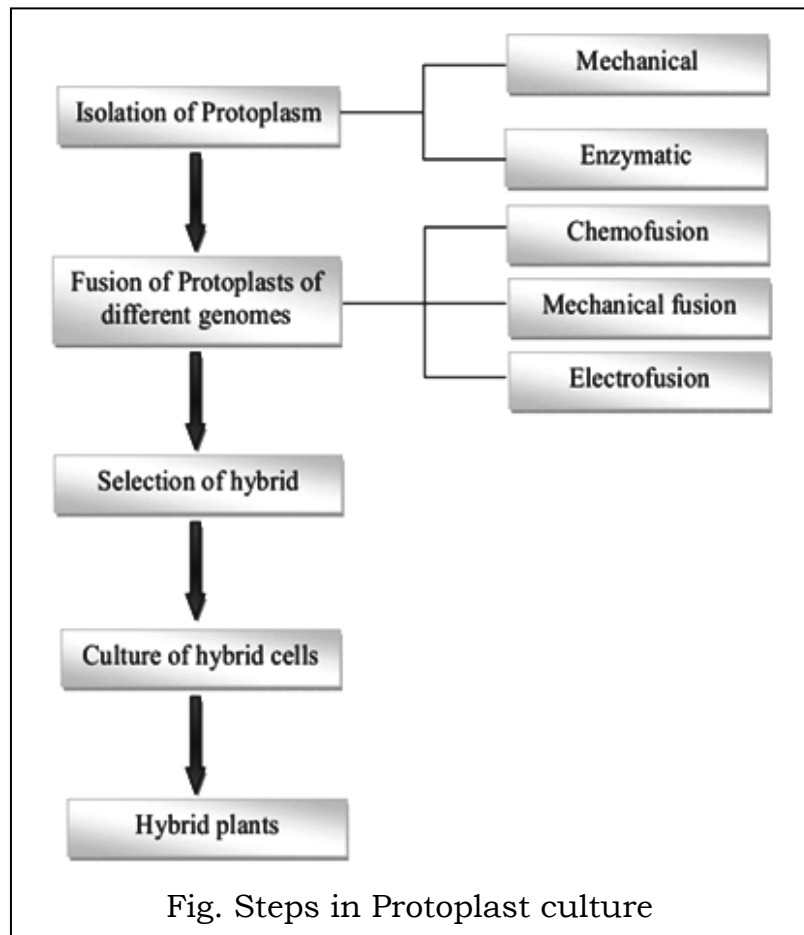 Isolation of Protoplasm
Mechanical
Enzymatic
Fusion of Protoplasts of
different genomes
Chemofusion
Mechanical fusion
Electrofusion
Selection of hybrid
Culture of hybrid cells
Hybrid plants
Fig. Steps in Protoplast culture